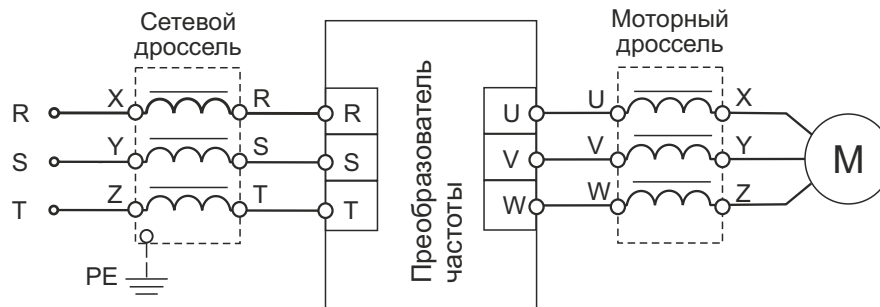 Сетевой
дроссель
Моторный
дроссель
R X R R
S Y S S
T Z T T
PE
Преобразователь
частоты
U U X
V V Y
W W Z
M